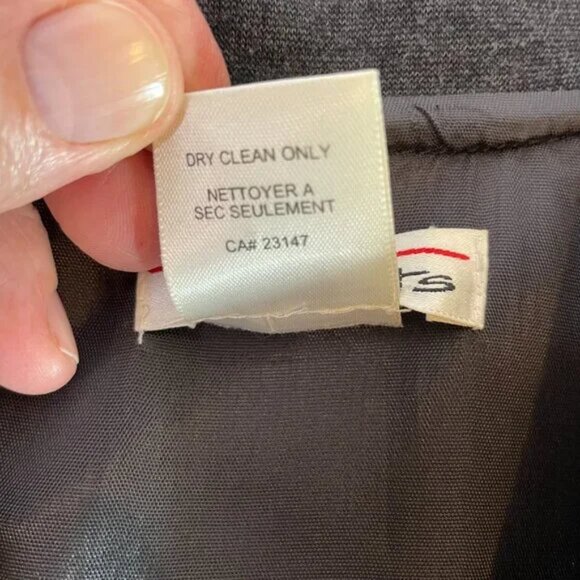 DRY CLEAN ONLY
NETTOYER A
SEC SEULEMENT
CA# 23147